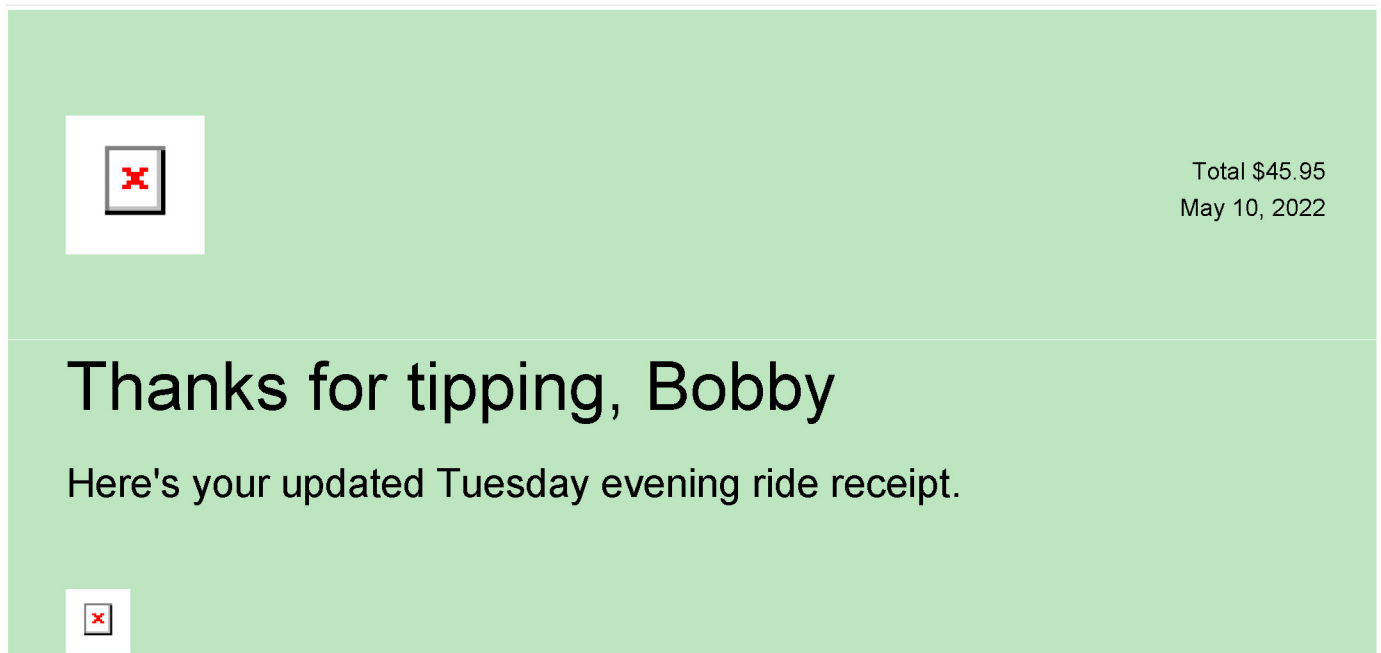 Total $45.95
May 10, 2022
Thanks for tipping, Bobby
Here's your updated Tuesday evening ride receipt.